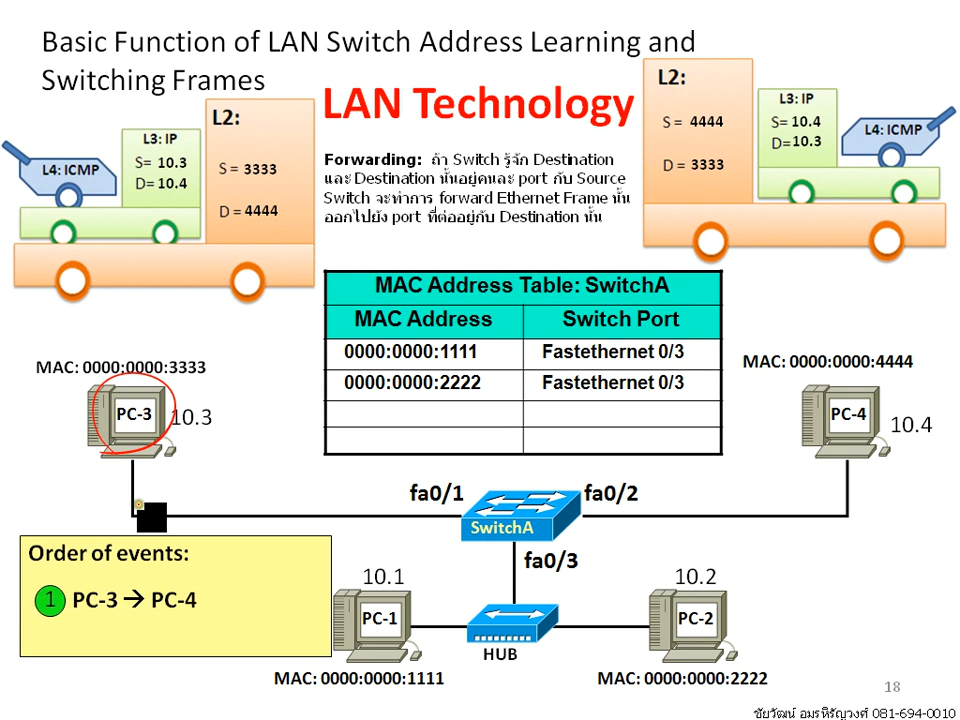 Basic Function of LAN Switch Address Learning and
Switching Frames
LAN Technology
L2:
L3: IP
S= 10.3
D= 10.4
L4: ICMP
S = 3333
D = 4444
Forwarding: ถ้า Switch รู้จัก Destination
และ Destination นั้นอยู่คนละ port กับ Source
Switch จะทำการ forward Ethernet Frame นั้น
ออกไปยัง port ที่ต่ออยู่กับ Destination นั้น
L2:
S = 4444
D = 3333
L3: IP
S= 10.4
D= 10.3
L4: ICMP
MAC Address Table: SwitchA
MAC Address Switch Port
0000:0000:1111 Fastethernet 0/3
0000:0000:2222 Fastethernet 0/3
MAC: 0000:0000:3333
PC-3
10.3
MAC: 0000:0000:4444
PC-4
10.4
fa0/1
fa0/2
SwitchA
fa0/3
Order of events:
1 PC-3 → PC-4
10.1
PC-1
10.2
PC-2
HUB
MAC: 0000:0000:1111
MAC: 0000:0000:2222
18
ชัยวัฒน์ อมรหิรัญวงศ์ 081-694-0010